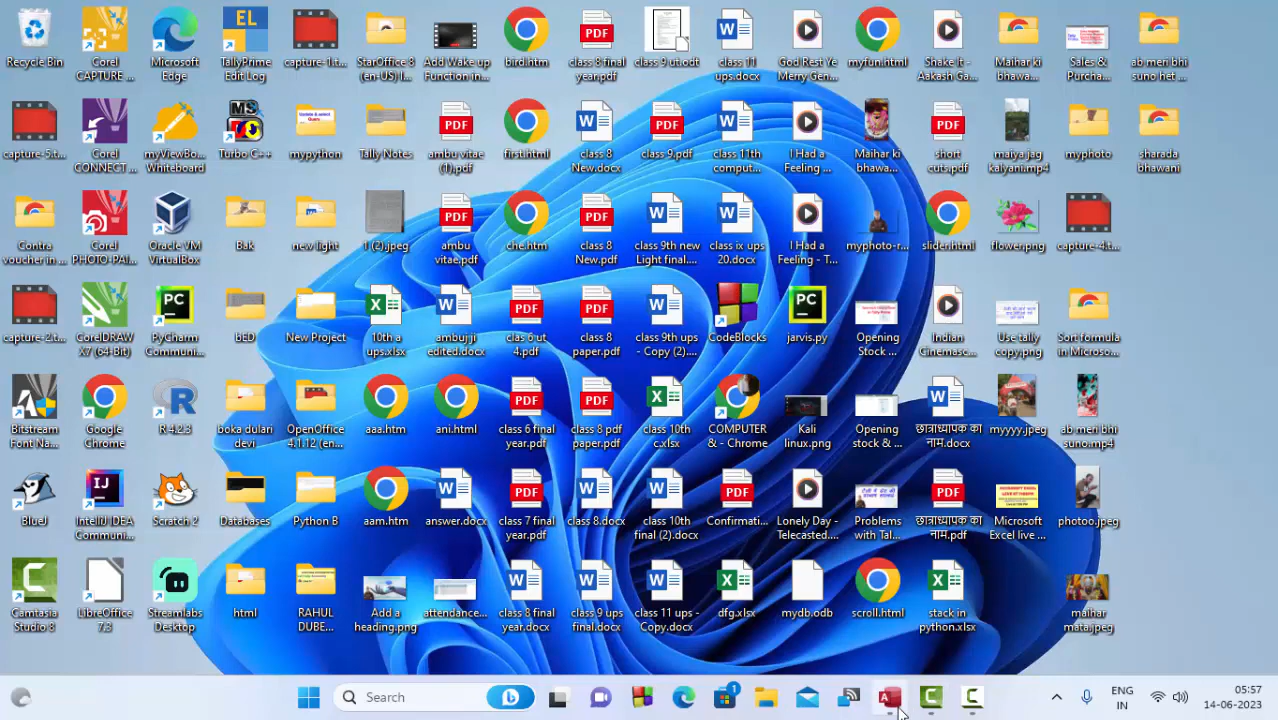 Recycle Bin
Corel CAPTURE ...
Microsoft Edge
TallyPrime Edit Log
capture-1.t...
StarOffice 8 (en-US) I...
Add Wake up Function in...
bird.htm
class 8 final year.pdf
class 9 ut.odt
class 11 ups.docx
God Rest Ye Merry Gen...
myfun.html
Shake It - Aakash Ga...
Maihar ki bhawa...
Sales & Purcha...
ab meri bhi suno het ...
capture-5.t...
Corel CONNECT ...
myViewBo... Whiteboard
Turbo C++
mypython
Tally Notes
ambu vitae (1).pdf
first.html
class 8 New.docx
class 9.pdf
class 11th comput...
I Had a Feeling ...
Maihar ki bhawa...
short cuts.pdf
maiya jag kalyani.mp4
myphoto
sharada bhawani
Contra voucher in ...
Corel PHOTO-PAI...
Oracle VM VirtualBox
Bak
new light
1 (2).jpeg
ambu vitae.pdf
che.htm
class 8 New.pdf
class 9th new Light final....
class ix ups 20.docx
I Had a Feeling - T...
myphoto-r...
slider.html
flower.png
capture-4.t...
capture-2.t...
CorelDRAW X7 (64-Bit)
PyCharm Communi...
bED
New Project
10th a ups.xlsx
ambuj ji edited.docx
clas 6 ut 4.pdf
class 8 paper.pdf
class 9th ups - Copy (2)....
CodeBlocks
jarvis.py
Opening Stock ...
Indian Cinemasc...
Use tally copy.png
Sort formula in Microso...
Bitstream Font Na...
Google Chrome
R 4.2.3
boka dulari devi
OpenOffice 4.1.12 (en...
aaa.htm
ani.html
class 6 final year.pdf
class 8 pdf paper.pdf
class 10th c.xlsx
COMPUTER & - Chrome
Kali linux.png
Opening stock & ...
छात्राध्यापक का नाम.docx
myyyy.jpeg
ab meri bhi suno.mp4
BlueJ
IntelliJ IDEA Communi...
Scratch 2
Databases
Python B
aam.htm
answer.docx
class 7 final year.pdf
class 8.docx
class 10th final (2).docx
Confirmati...
Lonely Day - Telecasted....
Problems with Tal...
छात्राध्यापक का नाम.pdf
Microsoft Excel live ...
photoo.jpeg
Camtasia Studio 8
LibreOffice 7.3
Streamlabs Desktop
html
RAHUL DUBE...
Add a heading.png
attendance...
class 8 final year.docx
class 9 ups final.docx
class 11 ups - Copy.docx
dfg.xlsx
mydb.odb
scroll.html
stack in python.xlsx
maihar mata.jpeg
Search
1
ENG
IN
05:57
14-06-2023